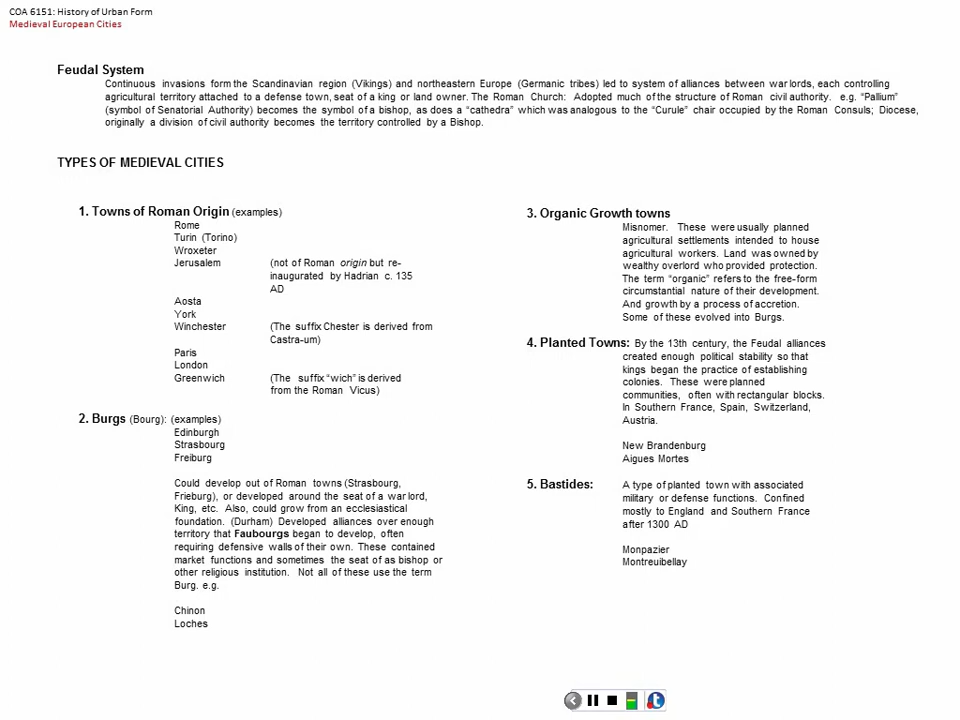 COA 6151: History of Urban Form
Medieval European Cities
Feudal System
Continuous invasions form the Scandinavian region (Vikings) and northeastern Europe (Germanic tribes) led to system of alliances between war lords, each controlling
agricultural territory attached to a defense town, seat of a king or land owner. The Roman Church: Adopted much of the structure of Roman civil authority. e.g. "Pallium"
(symbol of Senatorial Authority) becomes the symbol of a bishop, as does a "cathedra" which was analogous to the "Curule" chair occupied by the Roman Consuls; Diocese,
originally a division of civil authority becomes the territory controlled by a Bishop.
TYPES OF MEDIEVAL CITIES
1. Towns of Roman Origin (examples)
Rome
Turin (Torino)
Wroxeter
Jerusalem (not of Roman origin but re-
inaugurated by Hadrian c. 135
AD
Aosta
York
Winchester (The suffix Chester is derived from
Castra-um)
Paris
London
Greenwich (The suffix "wich" is derived
from the Roman Vicus)
2. Burgs (Bourg): (examples)
Edinburgh
Strasbourg
Freiburg
Could develop out of Roman towns (Strasbourg,
Frieburg), or developed around the seat of a war lord,
King, etc. Also, could grow from an ecclesiastical
foundation. (Durham) Developed alliances over enough
territory that Faubourgs began to develop, often
requiring defensive walls of their own. These contained
market functions and sometimes the seat of as bishop or
other religious institution. Not all of these use the term
Burg. e.g.
Chinon
Loches
3. Organic Growth towns
Misnomer. These were usually planned
agricultural settlements intended to house
agricultural workers. Land was owned by
wealthy overlord who provided protection.
The term "organic" refers to the free-form
circumstantial nature of their development.
And growth by a process of accretion.
Some of these evolved into Burgs.
4. Planted Towns: By the 13th century, the Feudal alliances
created enough political stability so that
kings began the practice of establishing
colonies. These were planned
communities, often with rectangular blocks.
In Southern France, Spain, Switzerland,
Austria.
New Brandenburg
Aigues Mortes
5. Bastides: A type of planted town with associated
military or defense functions. Confined
mostly to England and Southern France
after 1300 AD
Monpazier
Montreuibellay